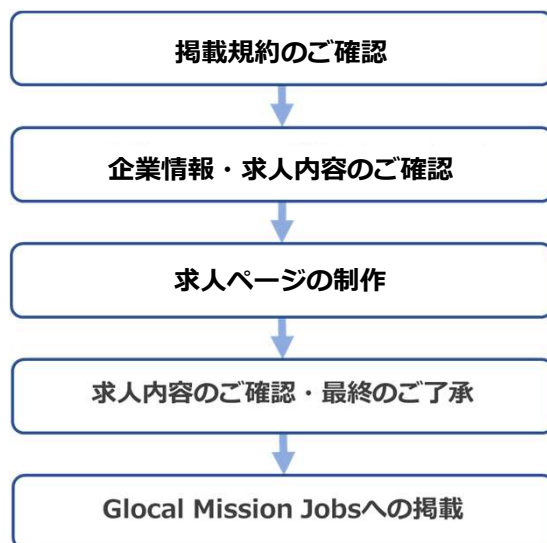 掲載規約のご確認
企業情報・求人内容のご確認
求人ページの制作
求人内容のご確認・最終のご了承
Glocal Mission Jobsへの掲載